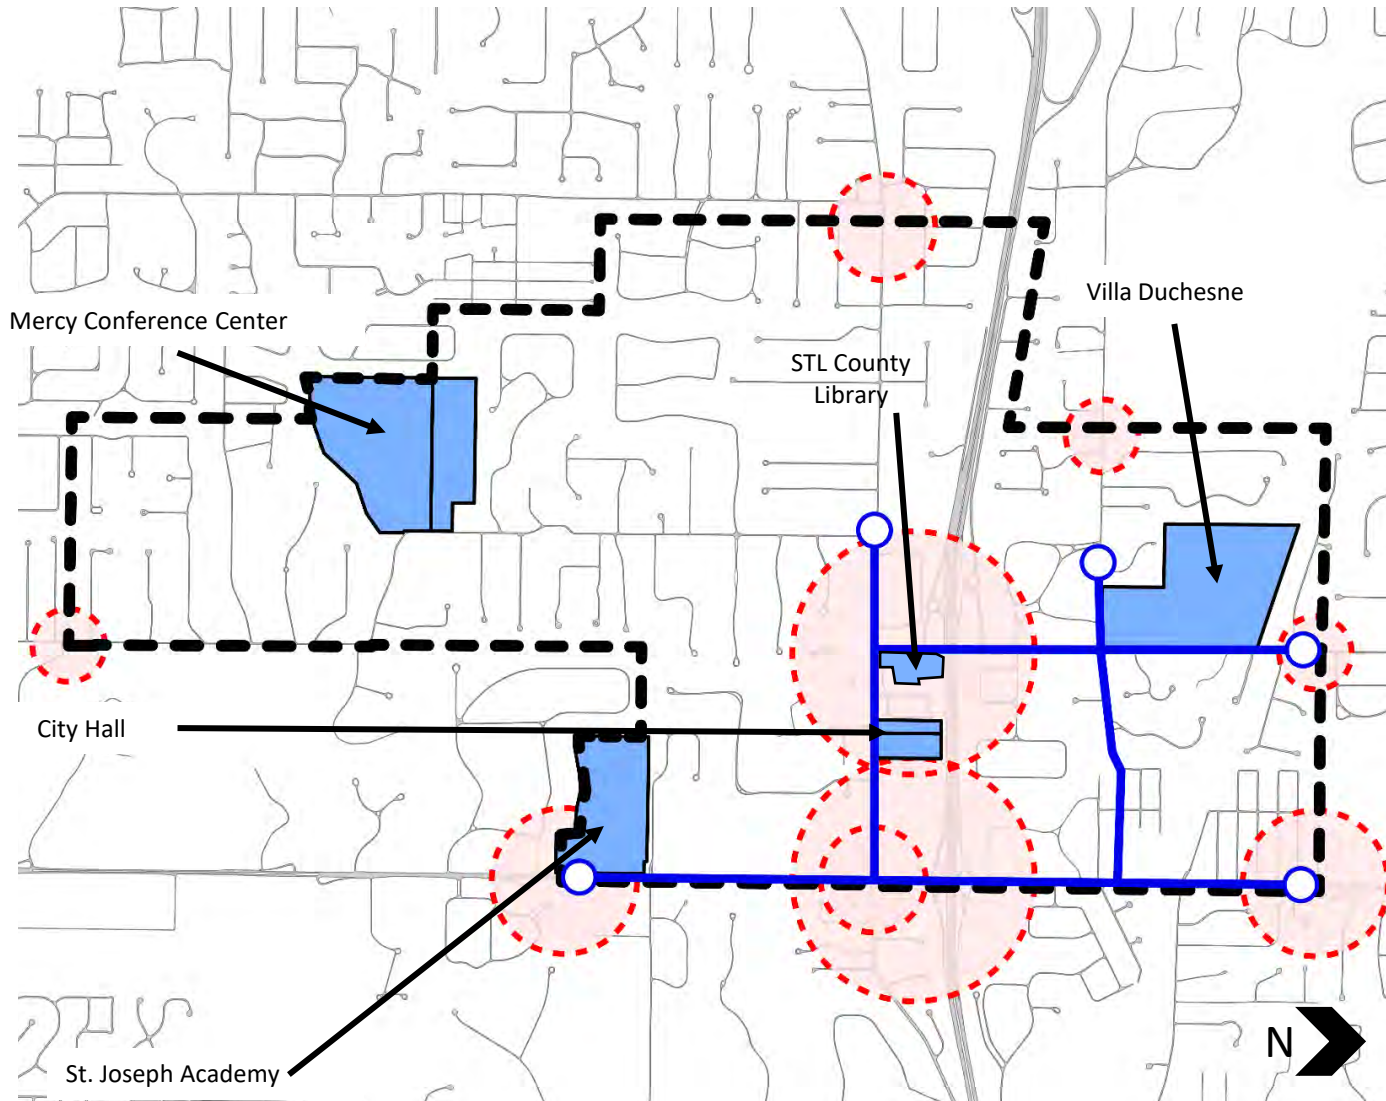 Villa Duchesne
Mercy Conference Center
STL County
Library
City Hall
N
St. Joseph Academy